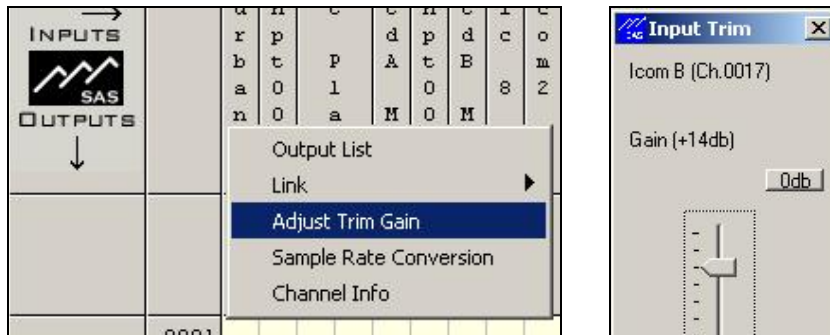 INPUTS
SAS
OUTPUTS
Output List
Link
Adjust Trim Gain
Sample Rate Conversion
Channel Info
0001
Input Trim
Icom B (Ch.0017)
Gain (+14db)
0db